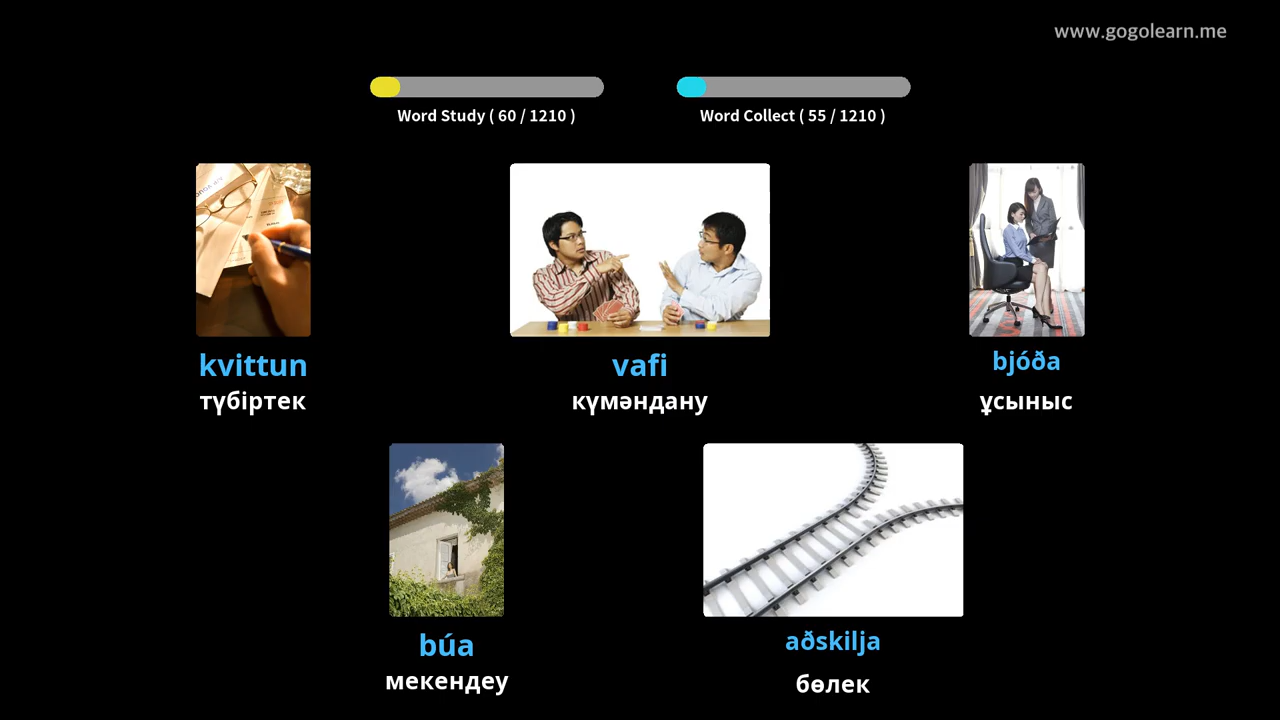 www.gogolearn.me
Word Study ( 60 / 1210 )
Word Collect ( 55 / 1210 )
kvittun
түбіртек
vafi
күмәндану
bjóða
ұсыныс
búa
мекендеу
aðskilja
бөлек